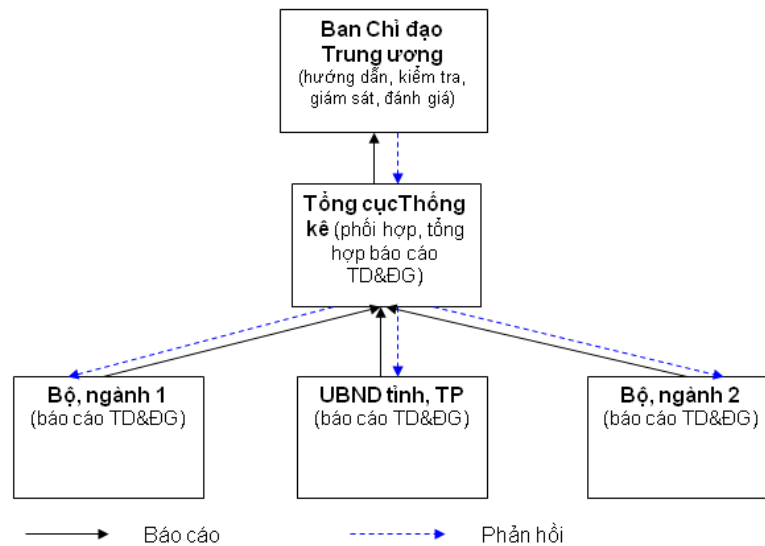 Ban Chỉ đạo
Trung ương
(hướng dẫn, kiểm tra,
giám sát, đánh giá)
Tổng cụcThống
kê (phối hợp, tổng
hợp báo cáo
TD&ĐG)
Bộ, ngành 1
(báo cáo TD&ĐG)
UBND tỉnh, TP
(báo cáo TD&ĐG)
Bộ, ngành 2
(báo cáo TD&ĐG)
Báo cáo
Phản hồi